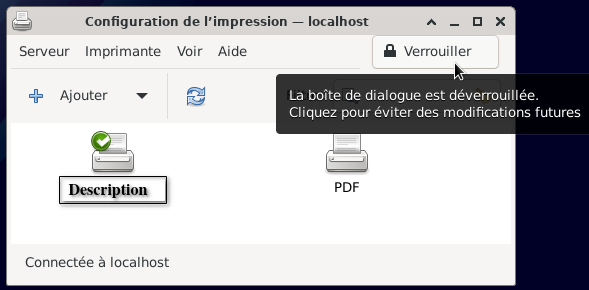 Configuration de l’impression — localhost
Serveur Imprimante Voir Aide Verrouiller
Ajouter
La boîte de dialogue est déverrouillée.
Cliquez pour éviter des modifications futures
Description
PDF
Connectée à localhost